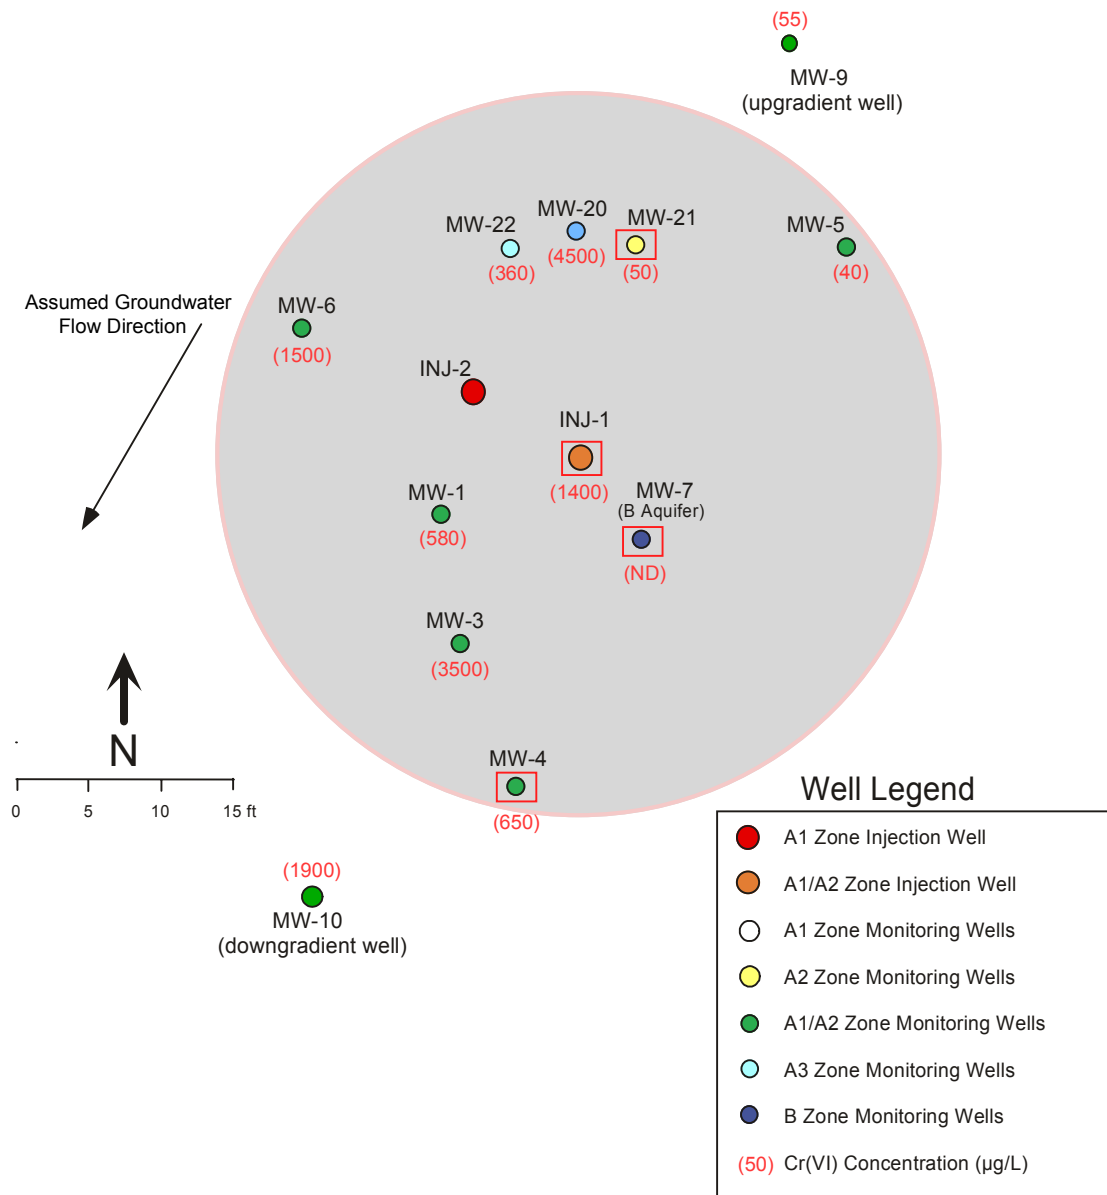 (55)
MW-9
(upgradient well)
MW-20
MW-21
MW-22
MW-5
(4500)
(360)
(50)
(40)
Assumed Groundwater
Flow Direction
MW-6
(1500)
INJ-2
INJ-1
MW-1
(1400)
MW-7
(B Aquifer)
(580)
(ND)
MW-3
(3500)
N
MW-4
0
5
10
15 ft
(650)
(1900)
MW-10
(downgradient well)
Well Legend
A1 Zone Injection Well
A1/A2 Zone Injection Well
A1 Zone Monitoring Wells
A2 Zone Monitoring Wells
A1/A2 Zone Monitoring Wells
A3 Zone Monitoring Wells
B Zone Monitoring Wells
(50) Cr(VI) Concentration (µg/L)